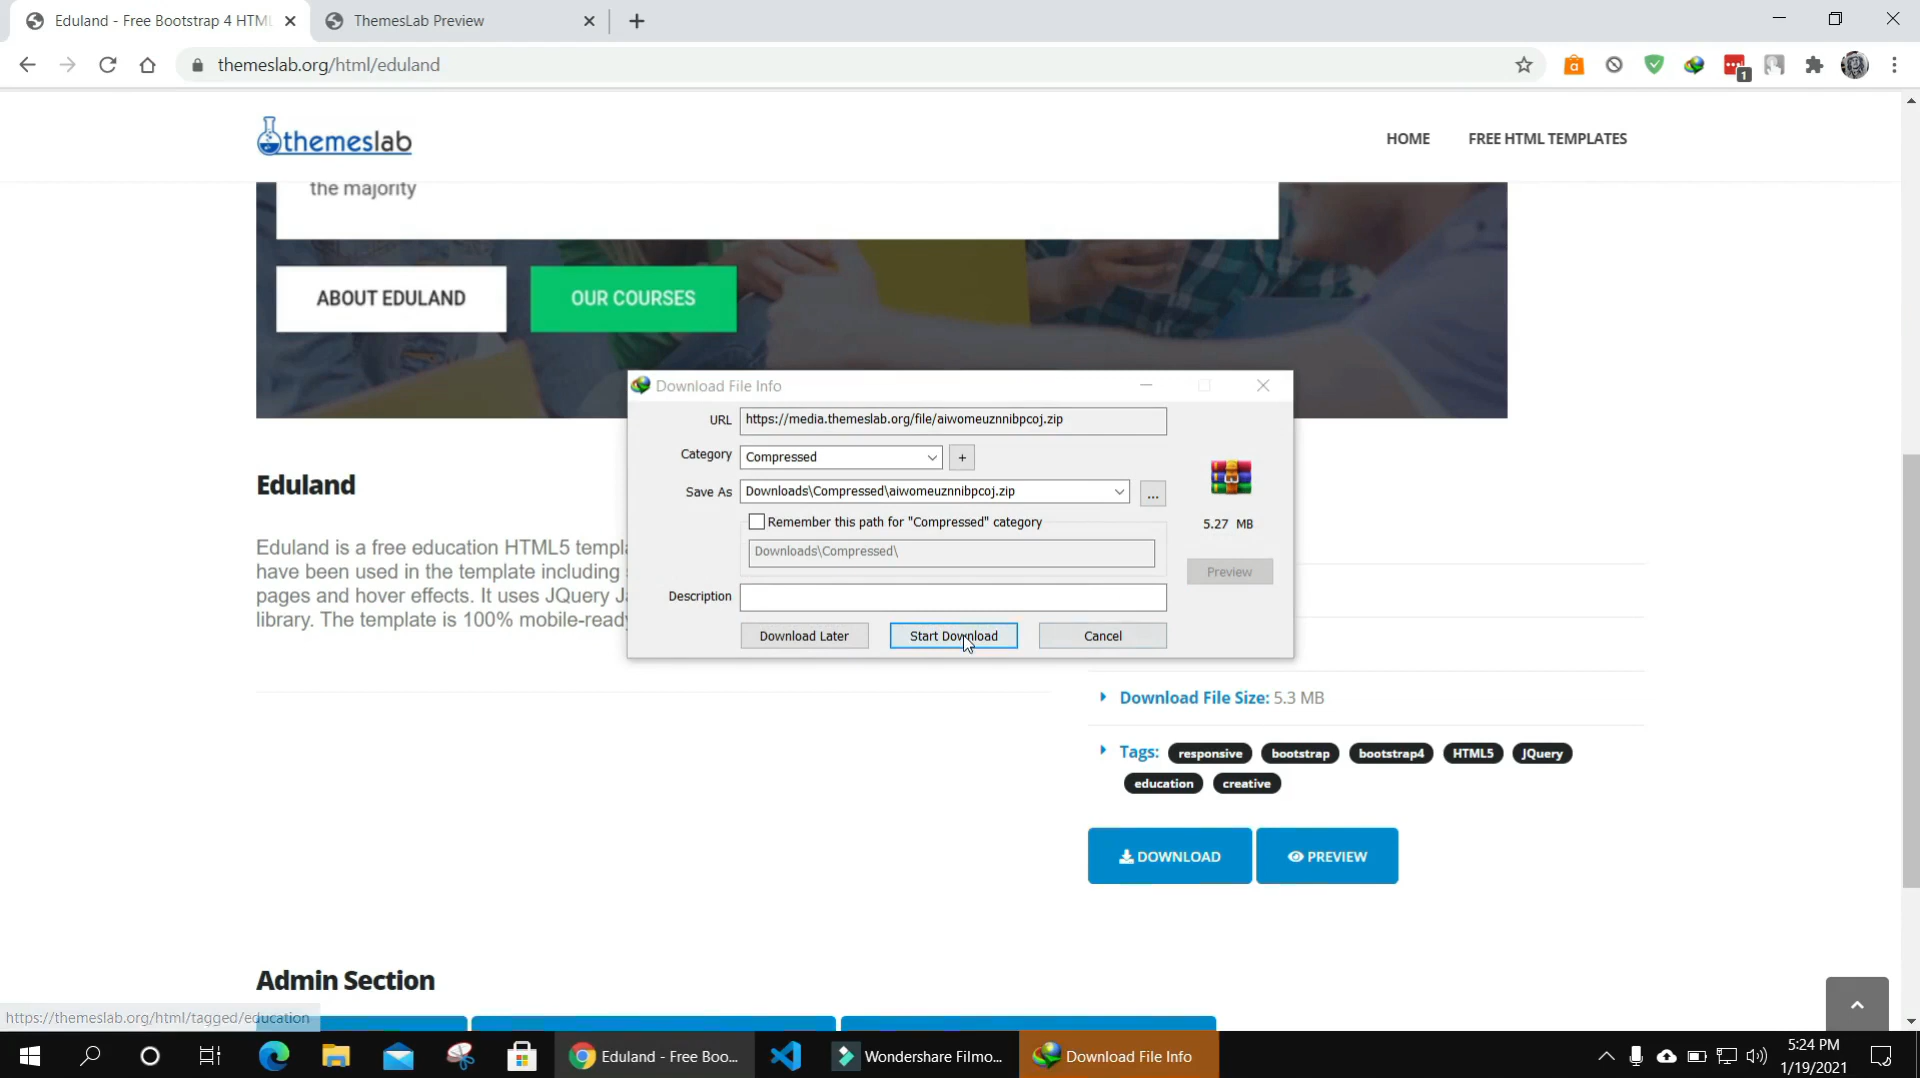 Eduland - Free Bootstrap 4 HTML
ThemesLab Preview
themeslab.org/html/eduland
1
themeslab
HOME
FREE HTML TEMPLATES
the majority
ABOUT EDULAND
OUR COURSES
Download File Info
URL
https://media.themeslab.org/file/aiwomeuznnibpcoj.zip
Category
Compressed
+
Save As
Downloads\Compressed\aiwomeuznnibpcoj.zip
...
5.27 MB
Remember this path for "Compressed" category
Downloads\Compressed\
Preview
Description
Download Later
Start Download
Cancel
Eduland
Eduland is a free education HTML5 templa
have been used in the template including
pages and hover effects. It uses JQuery
library. The template is 100% mobile-ready
Download File Size: 5.3 MB
Tags: responsive bootstrap bootstrap4 HTML5 JQuery
education creative
DOWNLOAD
PREVIEW
Admin Section
https://themeslab.org/html/tagged/education
Eduland - Free Boo...
Wondershare Filmo...
Download File Info
5:24 PM
1/19/2021